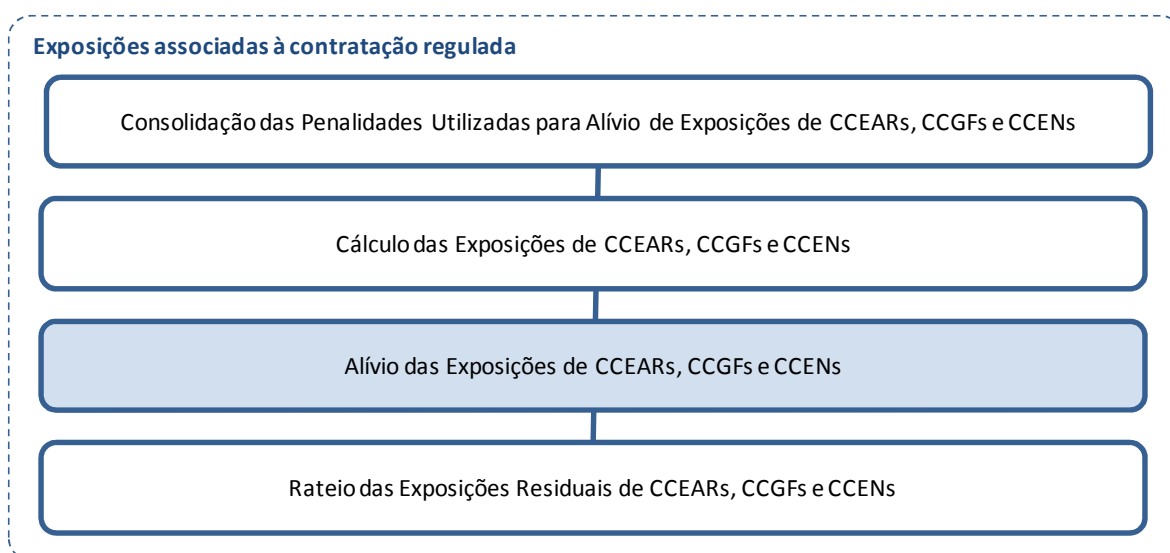 Exposições associadas à contratação regulada
Consolidação das Penalidades Utilizadas para Alívio de Exposições de CCEARs, CCGFs e CCENs
Cálculo das Exposições de CCEARs, CCGFs e CCENs
Alívio das Exposições de CCEARs, CCGFs e CCENs
Rateio das Exposições Residuais de CCEARs, CCGFs e CCENs